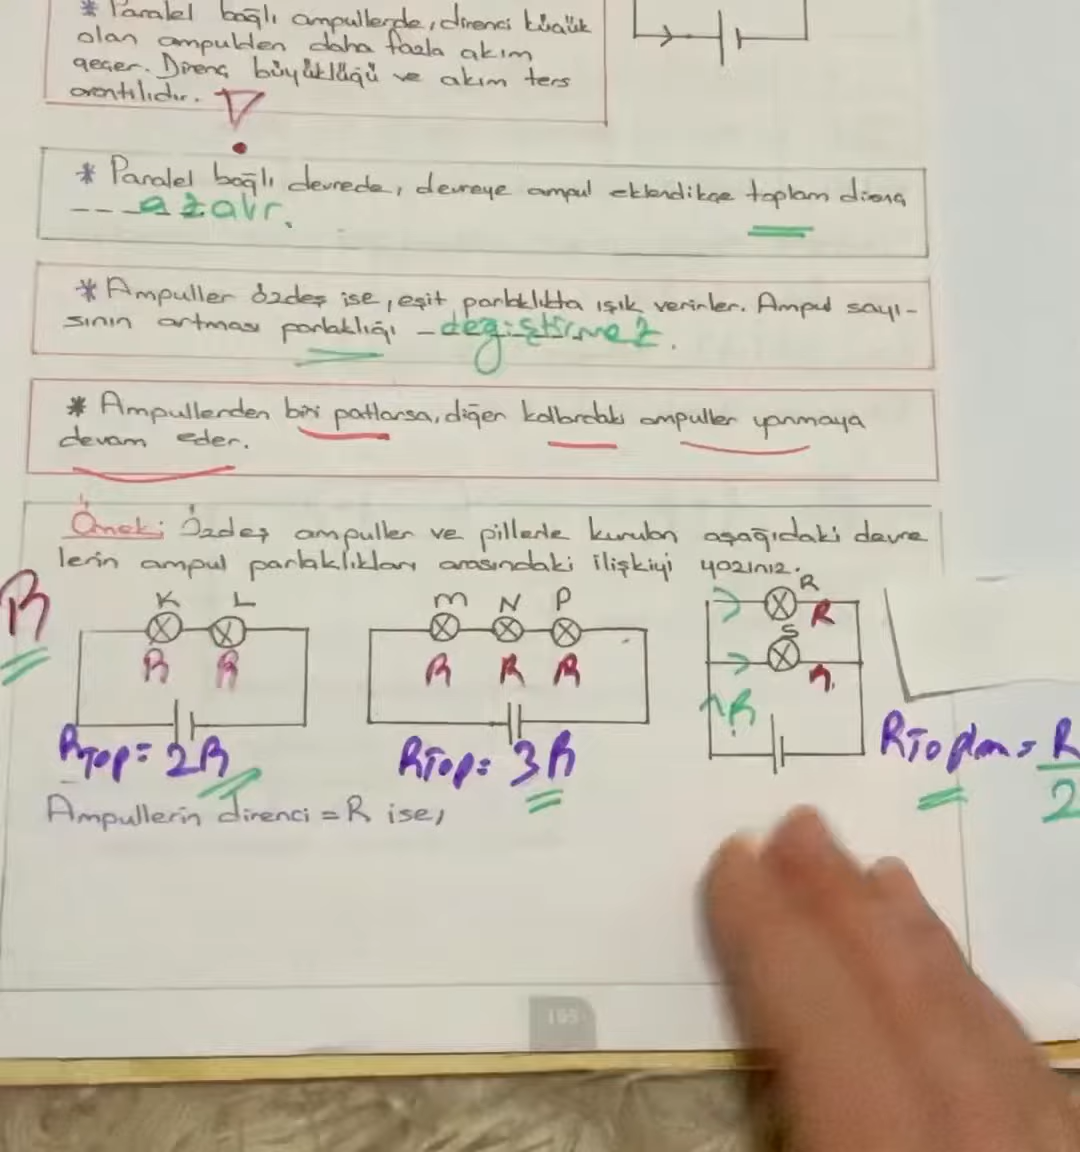 * Paralel bağlı ampullerde, direnci küçük
olan ampulden daha fazla akım
geçer. Direnç büyüklüğü ve akım ters
orantılıdır.
* Paralel bağlı devrede, devreye ampul eklendikçe toplam direnç
--- azalır.
* Ampuller özdeş ise, eşit parlaklıkta ışık verirler. Ampul sayı-
sının artması parlaklığı - değiştirmez.
* Ampullerden biri patlarsa, diğer kollardaki ampuller yanmaya
devam eder.
Örnek: Özdeş ampuller ve pillerle kurulan aşağıdaki devre
lerin ampul parlaklıkları arasındaki ilişkiyi yazınız.
R
K L
R R
RTop= 2R
M N P
R R R
RTop= 3R
R
R
S
R
R
RToplam = R/2
Ampullerin direnci = R ise,